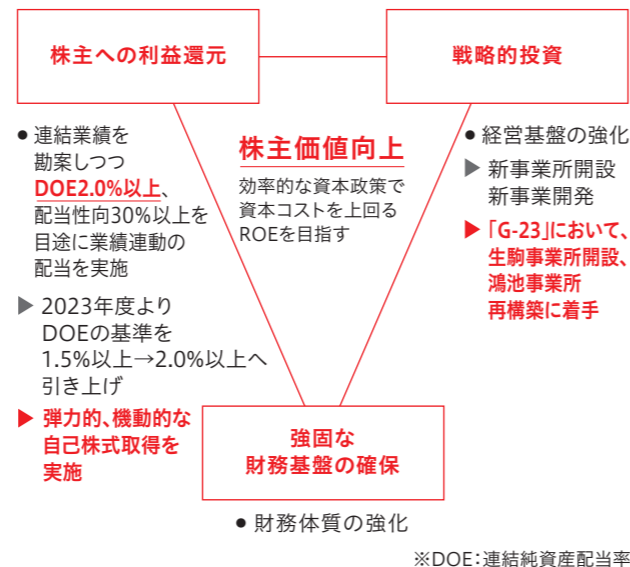 株主への利益還元
戦略的投資
● 連結業績を
勘案しつつ
DOE2.0%以上、
配当性向30%以上を
目途に業績連動の
配当を実施
▶ 2023年度より
DOEの基準を
1.5%以上→2.0%以上へ
引き上げ
▶ 弾力的、機動的な
自己株式取得を
実施
株主価値向上
効率的な資本政策で
資本コストを上回る
ROEを目指す
● 経営基盤の強化
▶ 新事業所開設
新事業開発
▶ 「G-23」において、
生駒事業所開設、
鴻池事業所
再構築に着手
強固な
財務基盤の確保
● 財務体質の強化
※DOE：連結純資産配当率